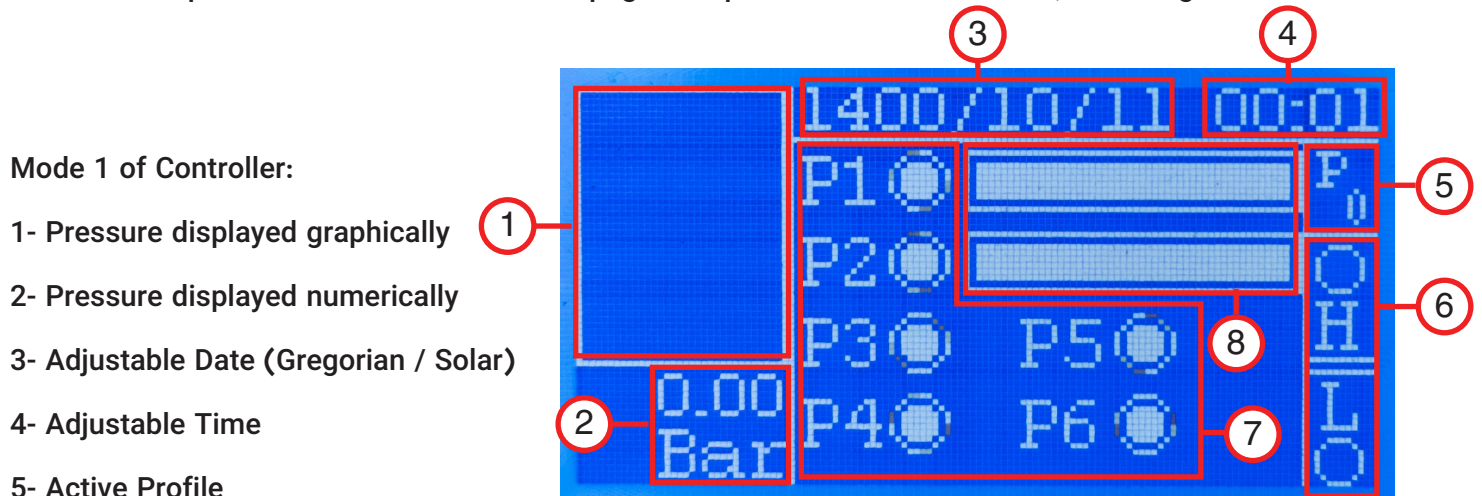 Mode 1 of Controller:
1- Pressure displayed graphically
2- Pressure displayed numerically
3- Adjustable Date (Gregorian / Solar)
4- Adjustable Time
5- Active Profile
3
4
1400/10/11 00:01
P1
P 0
5
1
P2
H
6
P3
P5
8
0.00
Bar
2
P4
P6
7
L